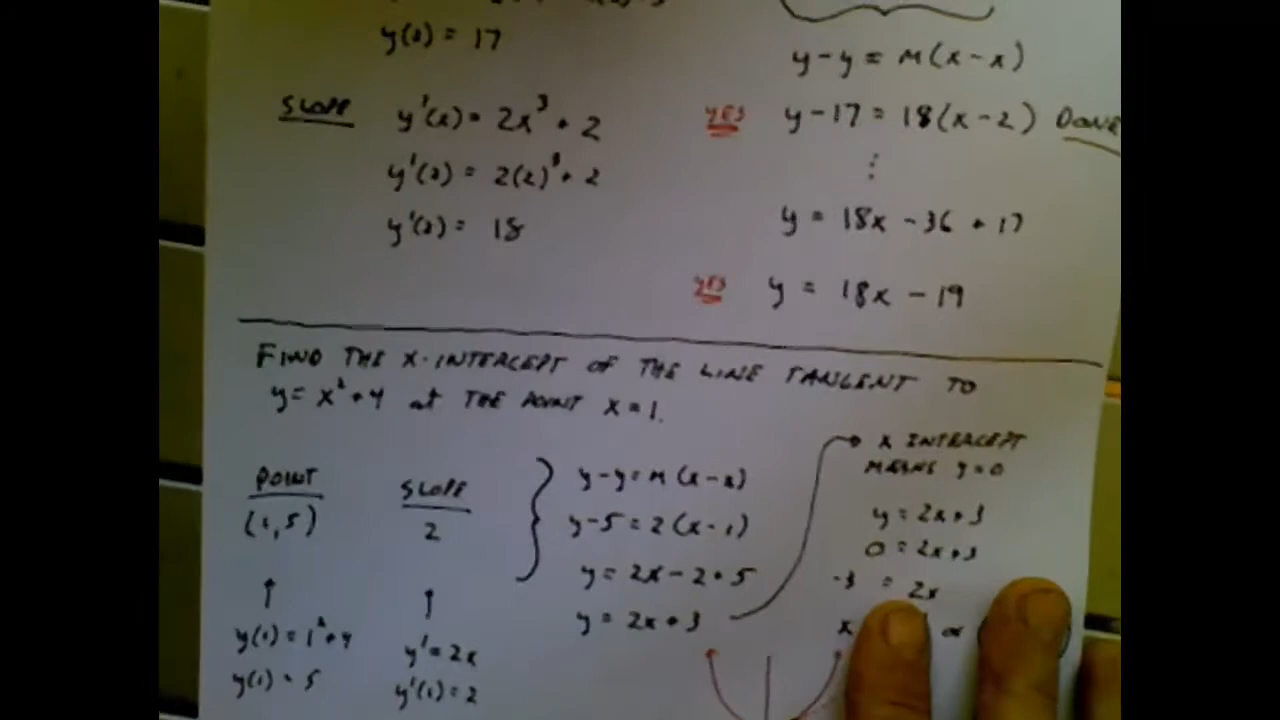 y(2) = 17
SLOPE
y'(x) = 2x³ + 2
y'(2) = 2(2)³ + 2
y'(2) = 18
y-y = m(x-x)
YES y-17 = 18(x-2) DONE
⋮
y = 18x - 36 + 17
YES y = 18x - 19
FIND THE X-INTERCEPT OF THE LINE TANGENT TO
y = x² + 4 at THE POINT x = 1.
POINT
(1,5)
↑
y(1) = 1² + 4
y(1) = 5
SLOPE
2
↑
y' = 2x
y'(1) = 2
y-y = m(x-x)
y-5 = 2(x-1)
y = 2x - 2 + 5
y = 2x + 3
X INTERCEPT
MEANS y = 0
y = 2x + 3
0 = 2x + 3
-3 = 2x
x or